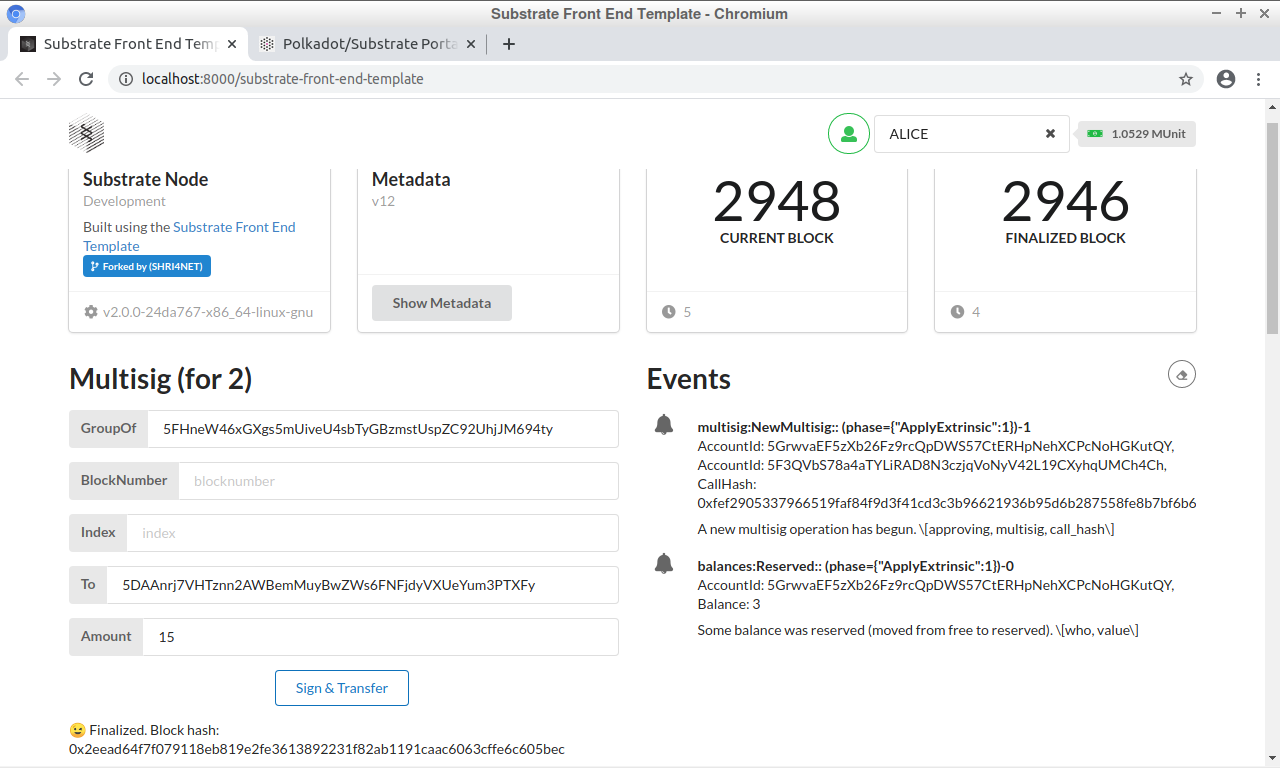 Substrate Front End Template - Chromium
Substrate Front End Temp
Polkadot/Substrate Porta
localhost:8000/substrate-front-end-template
ALICE
1.0529 MUnit
Substrate Node
Development
Built using the Substrate Front End
Template
Forked by (SHRI4NET)
v2.0.0-24da767-x86_64-linux-gnu
Metadata
v12
Show Metadata
2948
CURRENT BLOCK
5
2946
FINALIZED BLOCK
4
Multisig (for 2)
GroupOf 5FHneW46xGXgs5mUiveU4sbTyGBzmstUspZC92UhjJM694ty
BlockNumber blocknumber
Index index
To 5DAAnrj7VHTznn2AWBemMuyBwZWs6FNFjdyVXUeYum3PTXFy
Amount 15
Sign & Transfer
😉 Finalized. Block hash:
0x2eead64f7f079118eb819e2fe3613892231f82ab1191caac6063cffe6c605bec
Events
multisig:NewMultisig:: (phase={"ApplyExtrinsic":1})-1
AccountId: 5GrwvaEF5zXb26Fz9rcQpDWS57CtERHpNehXCPcNoHGKutQY,
AccountId: 5F3QVbS78a4aTYLiRAD8N3czjqVoNyV42L19CXyhqUMCh4Ch,
CallHash:
0xfef2905337966519faf84f9d3f41cd3c3b96621936b95d6b287558fe8b7bf6b6
A new multisig operation has begun. \[approving, multisig, call_hash\]
balances:Reserved:: (phase={"ApplyExtrinsic":1})-0
AccountId: 5GrwvaEF5zXb26Fz9rcQpDWS57CtERHpNehXCPcNoHGKutQY,
Balance: 3
Some balance was reserved (moved from free to reserved). \[who, value\]